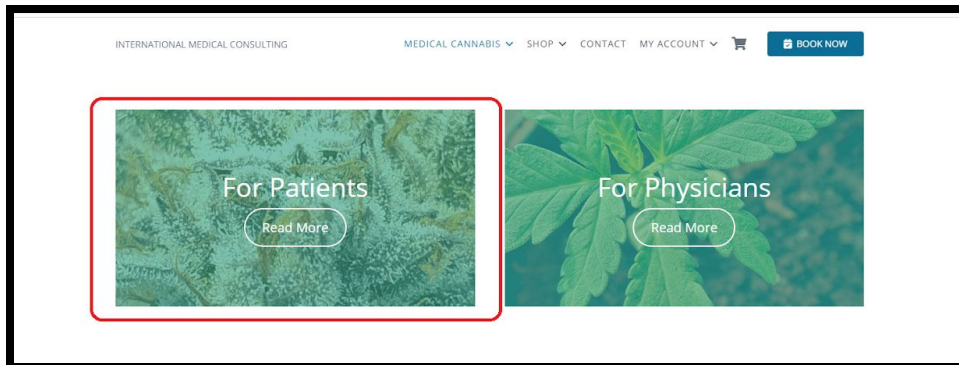 INTERNATIONAL MEDICAL CONSULTING
MEDICAL CANNABIS SHOP CONTACT MY ACCOUNT BOOK NOW
For Patients
Read More
For Physicians
Read More